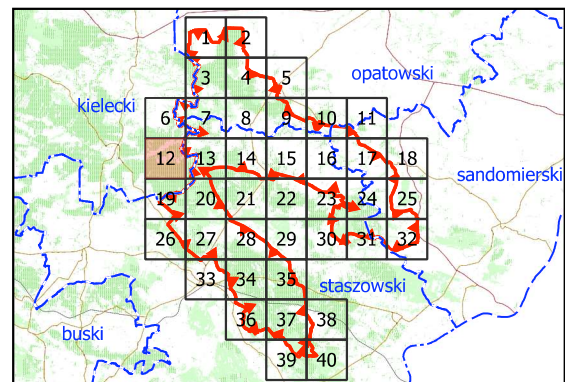 1 2
3 4 5
opatowski
kielecki
6 7 8 9 10 11
12 13 14 15 16 17 18
sandomierski
19 20 21 22 23 24 25
26 27 28 29 30 31 32
33 34 35
staszowski
buski
36 37 38
39 40